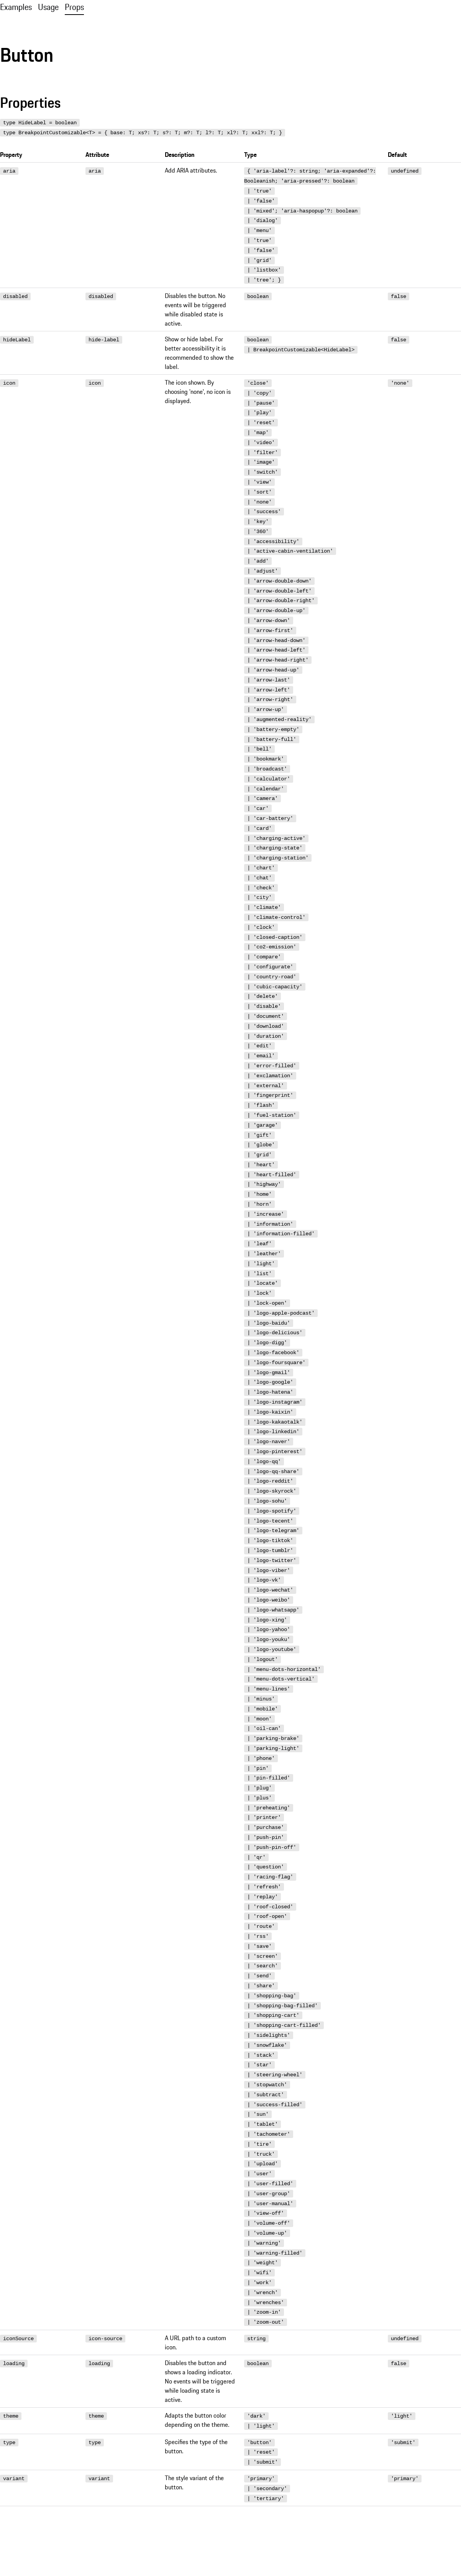 Examples Usage Props
Button
Properties
type HideLabel = boolean
type BreakpointCustomizable<T> = { base: T; xs?: T; s?: T; m?: T; l?: T; xl?: T; xxl?: T; }
Property Attribute Description Type Default
aria aria Add ARIA attributes. { 'aria-label'?: string; 'aria-expanded'?: undefined
Booleanish; 'aria-pressed'?: boolean
| 'true'
| 'false'
| 'mixed'; 'aria-haspopup'?: boolean
| 'dialog'
| 'menu'
| 'true'
| 'false'
| 'grid'
| 'listbox'
| 'tree'; }
disabled disabled Disables the button. No boolean false
events will be triggered
while disabled state is
active.
hideLabel hide-label Show or hide label. For boolean false
better accessibility it is | BreakpointCustomizable<HideLabel>
recommended to show the
label.
icon icon The icon shown. By 'close' 'none'
choosing 'none', no icon is | 'copy'
displayed. | 'pause'
| 'play'
| 'reset'
| 'map'
| 'video'
| 'filter'
| 'image'
| 'switch'
| 'view'
| 'sort'
| 'none'
| 'success'
| 'key'
| '360'
| 'accessibility'
| 'active-cabin-ventilation'
| 'add'
| 'adjust'
| 'arrow-double-down'
| 'arrow-double-left'
| 'arrow-double-right'
| 'arrow-double-up'
| 'arrow-down'
| 'arrow-first'
| 'arrow-head-down'
| 'arrow-head-left'
| 'arrow-head-right'
| 'arrow-head-up'
| 'arrow-last'
| 'arrow-left'
| 'arrow-right'
| 'arrow-up'
| 'augmented-reality'
| 'battery-empty'
| 'battery-full'
| 'bell'
| 'bookmark'
| 'broadcast'
| 'calculator'
| 'calendar'
| 'camera'
| 'car'
| 'car-battery'
| 'card'
| 'charging-active'
| 'charging-state'
| 'charging-station'
| 'chart'
| 'chat'
| 'check'
| 'city'
| 'climate'
| 'climate-control'
| 'clock'
| 'closed-caption'
| 'co2-emission'
| 'compare'
| 'configurate'
| 'country-road'
| 'cubic-capacity'
| 'delete'
| 'disable'
| 'document'
| 'download'
| 'duration'
| 'edit'
| 'email'
| 'error-filled'
| 'exclamation'
| 'external'
| 'fingerprint'
| 'flash'
| 'fuel-station'
| 'garage'
| 'gift'
| 'globe'
| 'grid'
| 'heart'
| 'heart-filled'
| 'highway'
| 'home'
| 'horn'
| 'increase'
| 'information'
| 'information-filled'
| 'leaf'
| 'leather'
| 'light'
| 'list'
| 'locate'
| 'lock'
| 'lock-open'
| 'logo-apple-podcast'
| 'logo-baidu'
| 'logo-delicious'
| 'logo-digg'
| 'logo-facebook'
| 'logo-foursquare'
| 'logo-gmail'
| 'logo-google'
| 'logo-hatena'
| 'logo-instagram'
| 'logo-kaixin'
| 'logo-kakaotalk'
| 'logo-linkedin'
| 'logo-naver'
| 'logo-pinterest'
| 'logo-qq'
| 'logo-qq-share'
| 'logo-reddit'
| 'logo-skyrock'
| 'logo-sohu'
| 'logo-spotify'
| 'logo-tecent'
| 'logo-telegram'
| 'logo-tiktok'
| 'logo-tumblr'
| 'logo-twitter'
| 'logo-viber'
| 'logo-vk'
| 'logo-wechat'
| 'logo-weibo'
| 'logo-whatsapp'
| 'logo-xing'
| 'logo-yahoo'
| 'logo-youku'
| 'logo-youtube'
| 'logout'
| 'menu-dots-horizontal'
| 'menu-dots-vertical'
| 'menu-lines'
| 'minus'
| 'mobile'
| 'moon'
| 'oil-can'
| 'parking-brake'
| 'parking-light'
| 'phone'
| 'pin'
| 'pin-filled'
| 'plug'
| 'plus'
| 'preheating'
| 'printer'
| 'purchase'
| 'push-pin'
| 'push-pin-off'
| 'qr'
| 'question'
| 'racing-flag'
| 'refresh'
| 'replay'
| 'roof-closed'
| 'roof-open'
| 'route'
| 'rss'
| 'save'
| 'screen'
| 'search'
| 'send'
| 'share'
| 'shopping-bag'
| 'shopping-bag-filled'
| 'shopping-cart'
| 'shopping-cart-filled'
| 'sidelights'
| 'snowflake'
| 'stack'
| 'star'
| 'steering-wheel'
| 'stopwatch'
| 'subtract'
| 'success-filled'
| 'sun'
| 'tablet'
| 'tachometer'
| 'tire'
| 'truck'
| 'upload'
| 'user'
| 'user-filled'
| 'user-group'
| 'user-manual'
| 'view-off'
| 'volume-off'
| 'volume-up'
| 'warning'
| 'warning-filled'
| 'weight'
| 'wifi'
| 'work'
| 'wrench'
| 'wrenches'
| 'zoom-in'
| 'zoom-out'
iconSource icon-source A URL path to a custom string undefined
icon.
loading loading Disables the button and boolean false
shows a loading indicator.
No events will be triggered
while loading state is
active.
theme theme Adapts the button color 'dark' 'light'
depending on the theme. | 'light'
type type Specifies the type of the 'button' 'submit'
button. | 'reset'
| 'submit'
variant variant The style variant of the 'primary' 'primary'
button. | 'secondary'
| 'tertiary'